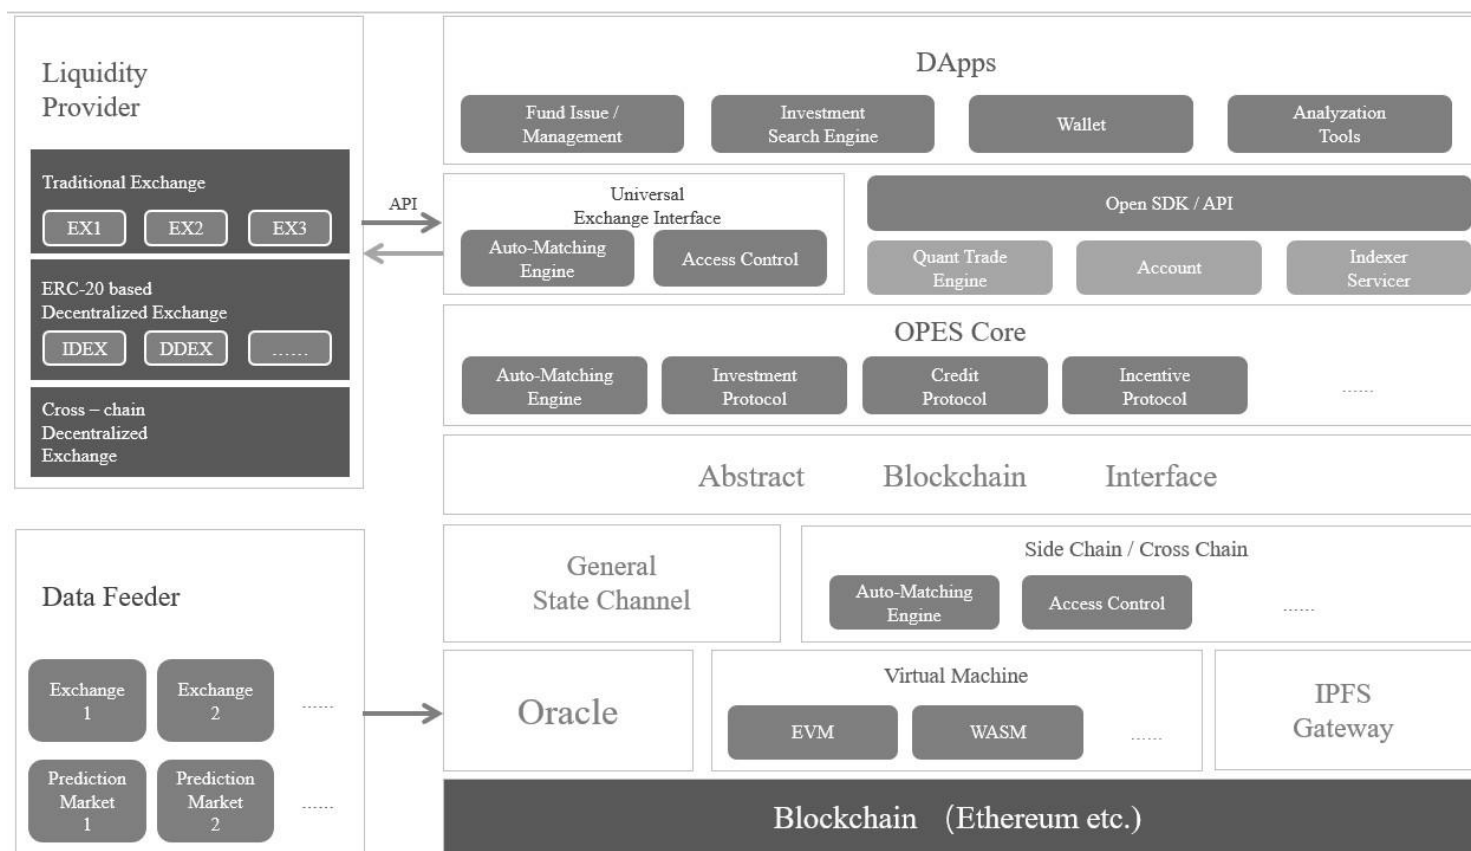 Liquidity
Provider
Traditional Exchange
EX1
EX2
EX3
ERC-20 based
Decentralized Exchange
IDEX
DDEX
......
Cross – chain
Decentralized
Exchange
API
Data Feeder
Exchange
1
Exchange
2
......
Prediction
Market
1
Prediction
Market
2
......
DApps
Fund Issue /
Management
Investment
Search Engine
Wallet
Analyzation
Tools
Universal
Exchange Interface
Auto-Matching
Engine
Access Control
Open SDK / API
Quant Trade
Engine
Account
Indexer
Servicer
OPES Core
Auto-Matching
Engine
Investment
Protocol
Credit
Protocol
Incentive
Protocol
......
Abstract Blockchain Interface
General
State Channel
Side Chain / Cross Chain
Auto-Matching
Engine
Access Control
......
Oracle
Virtual Machine
EVM
WASM
......
IPFS
Gateway
Blockchain （Ethereum etc.)